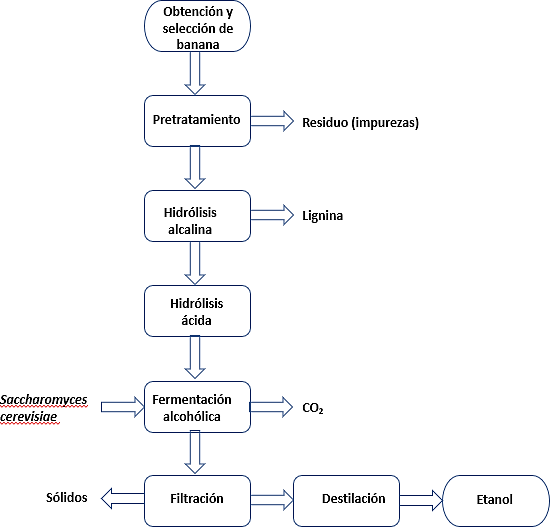 Obtención y
selección de
banana
Pretratamiento
Residuo (impurezas)
Hidrólisis
alcalina
Lignina
Hidrólisis
ácida
Saccharomyces
cerevisiae
Fermentación
alcohólica
CO₂
Sólidos
Filtración
Destilación
Etanol